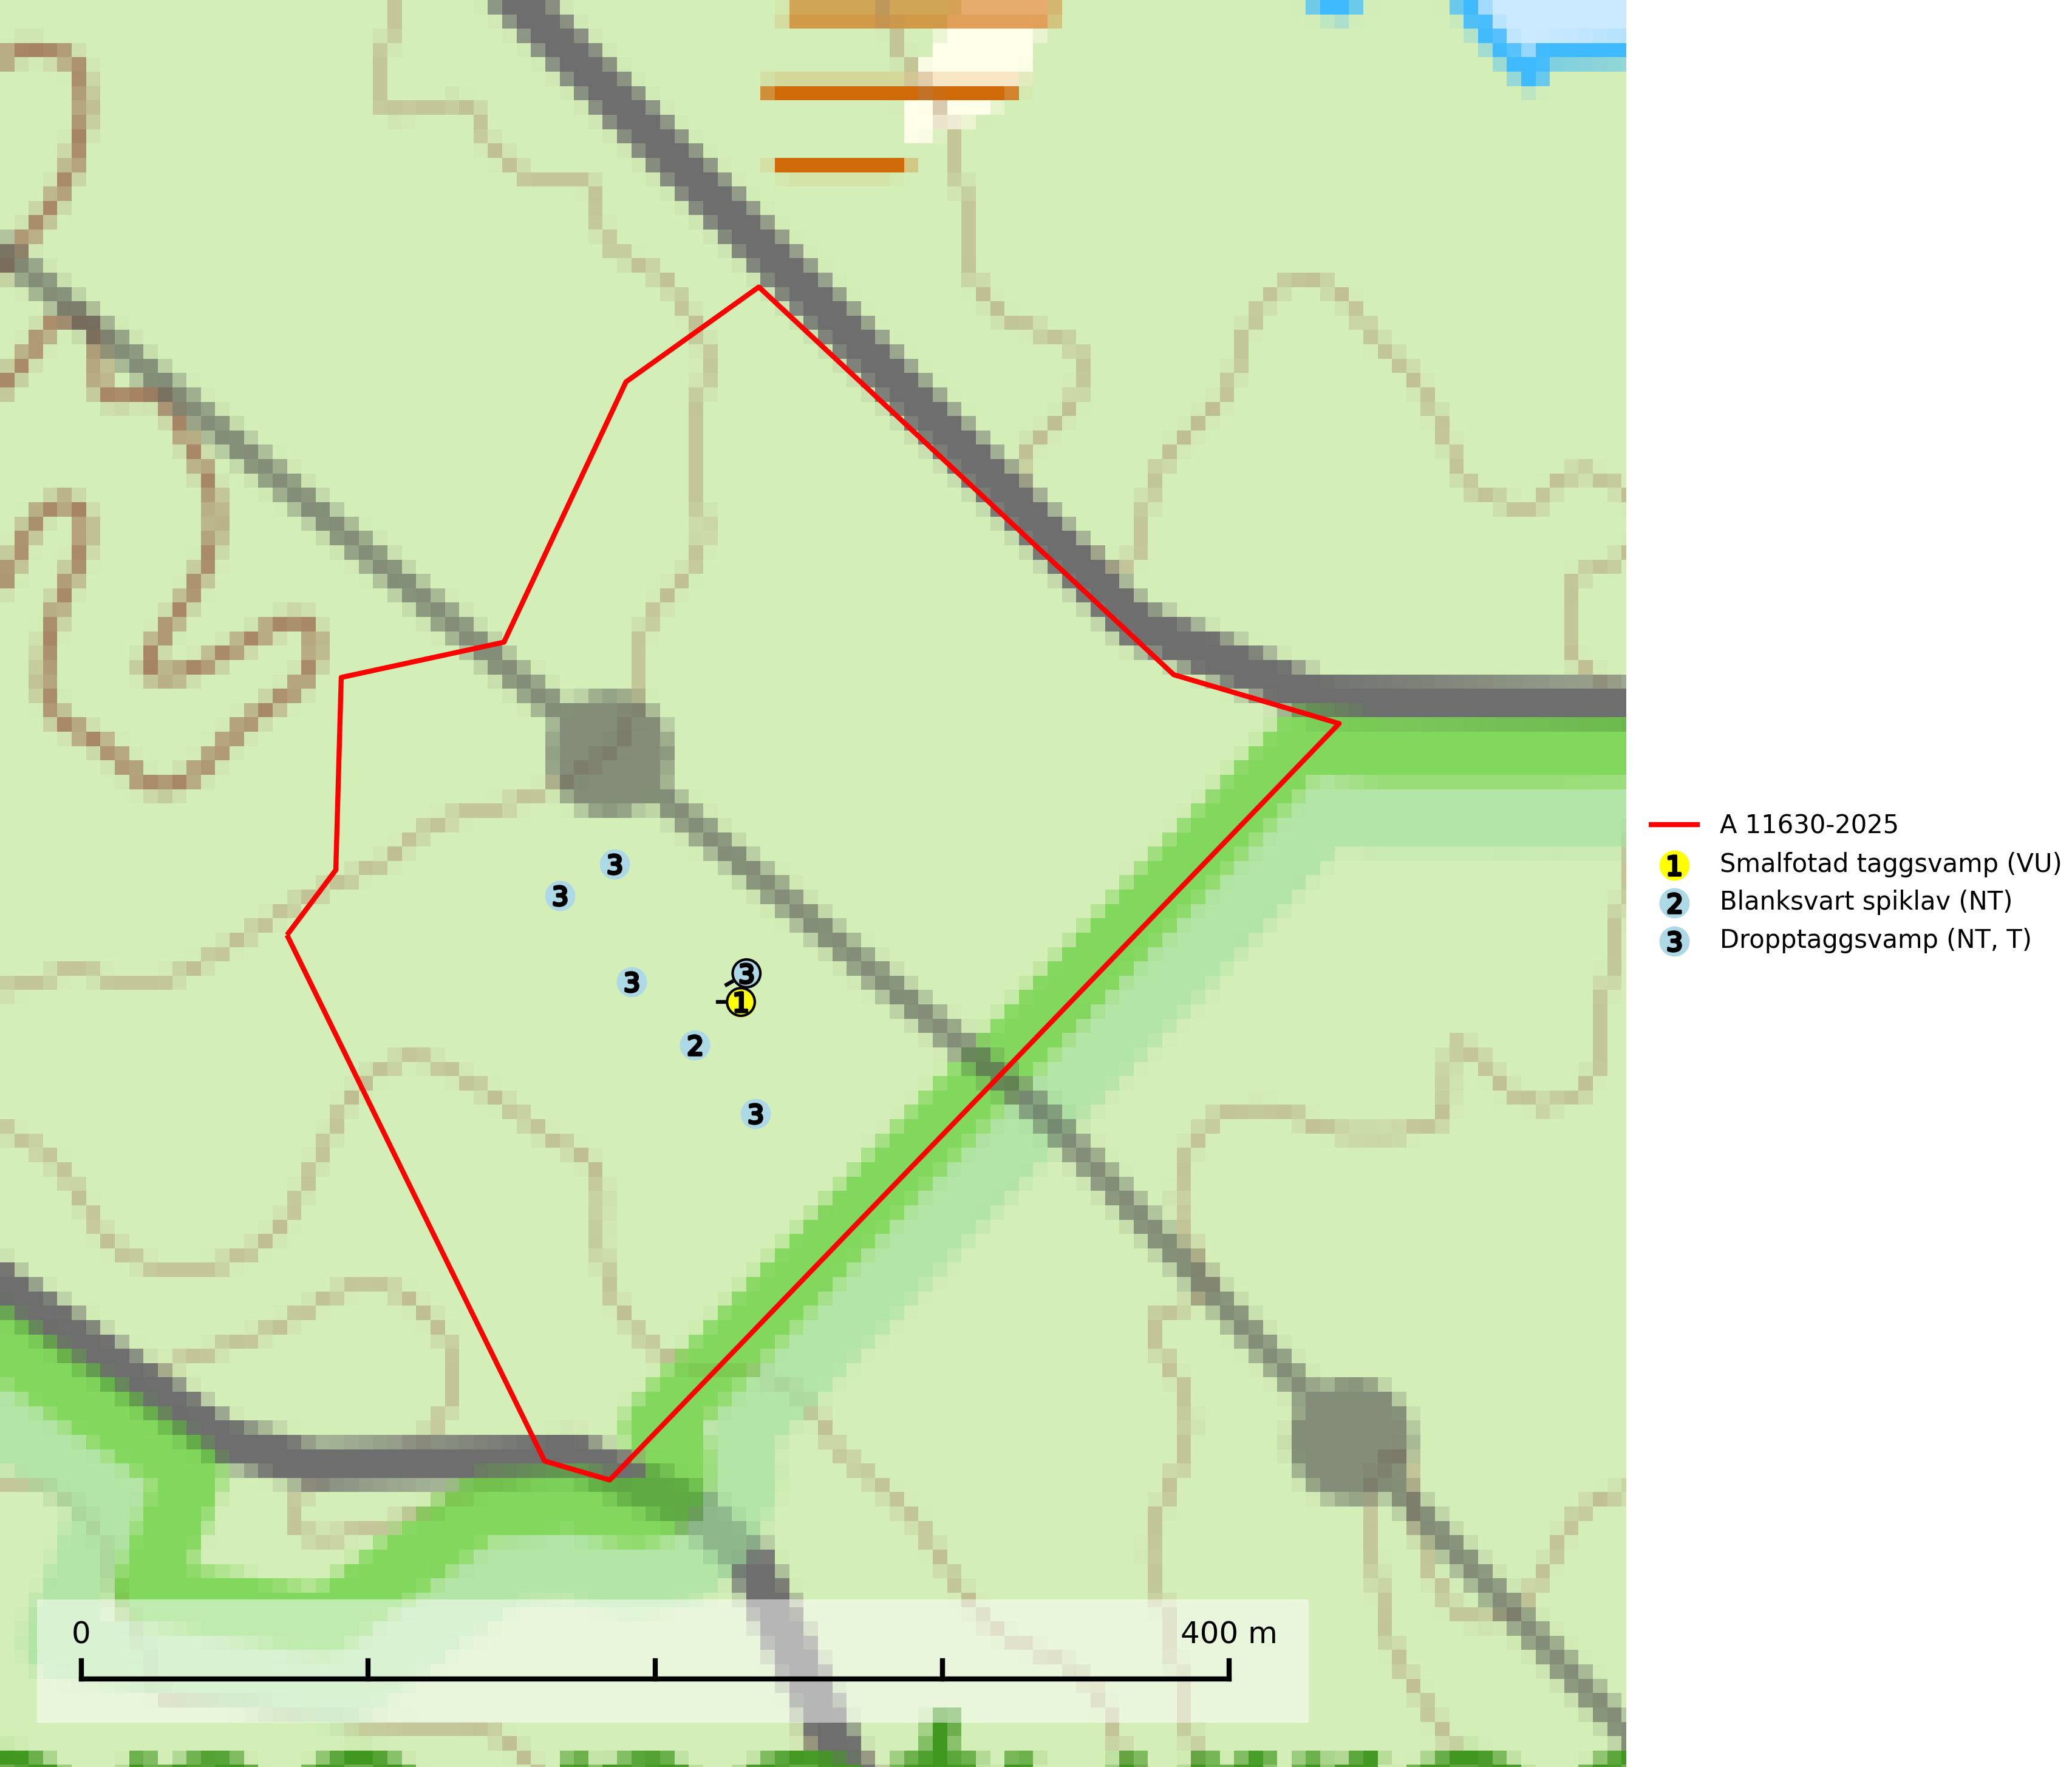 3
3
3
3
1
2
3
0
400 m
A 11630-2025
1 Smalfotad taggsvamp (VU)
2 Blanksvart spiklav (NT)
3 Dropptaggsvamp (NT, T)